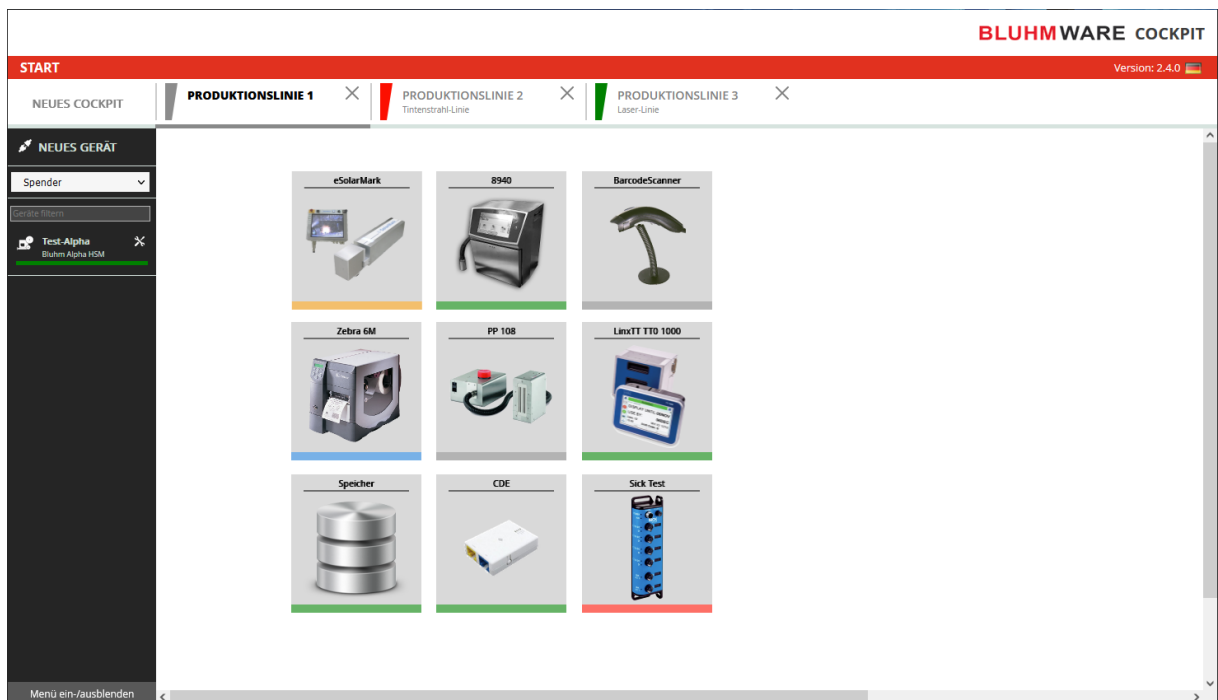 BLUHMWARE COCKPIT
START
Version: 2.4.0
NEUES COCKPIT
PRODUKTIONSLINIE 1
PRODUKTIONSLINIE 2
Tintenstrahl-Linie
PRODUKTIONSLINIE 3
Laser-Linie
NEUES GERÄT
Spender
Geräte filtern
Test-Alpha
Bluhm Alpha HSM
eSolarMark
8940
BarcodeScanner
Zebra 6M
PP 108
LinxTT TTO 1000
Speicher
CDE
Sick Test
Menü ein-/ausblenden